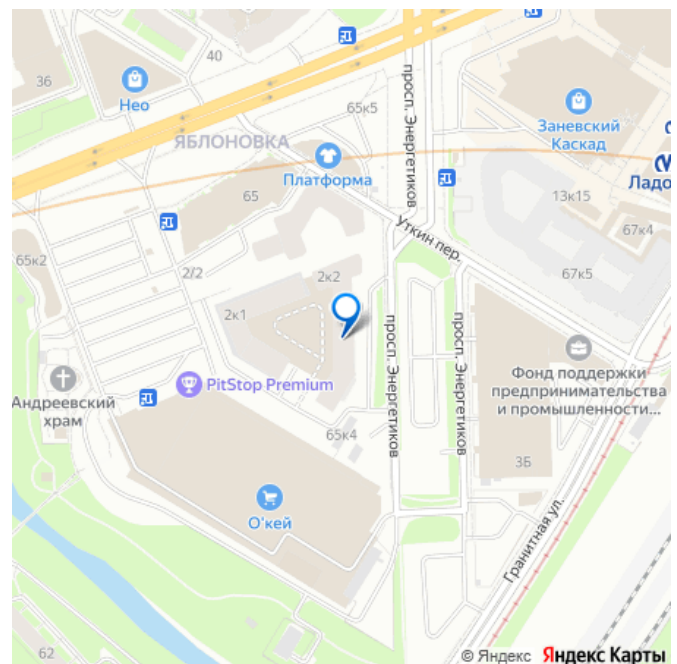 40
36
Нео
65к5
просп. Энергетиков
Заневский
Каскад
ЯБЛОНОВКА
Платформа
65
13к15
67к4
Уткин пер.
65к2
2/2
2к2
67к5
2к1
просп. Энергетиков
просп. Энергетиков
Фонд поддержки
предпринимательства
и промышленности...
PitStop Premium
Андреевский
храм
65к4
3Б
О'кей
Гранитная ул.
62
© Яндекс Яндекс Карты